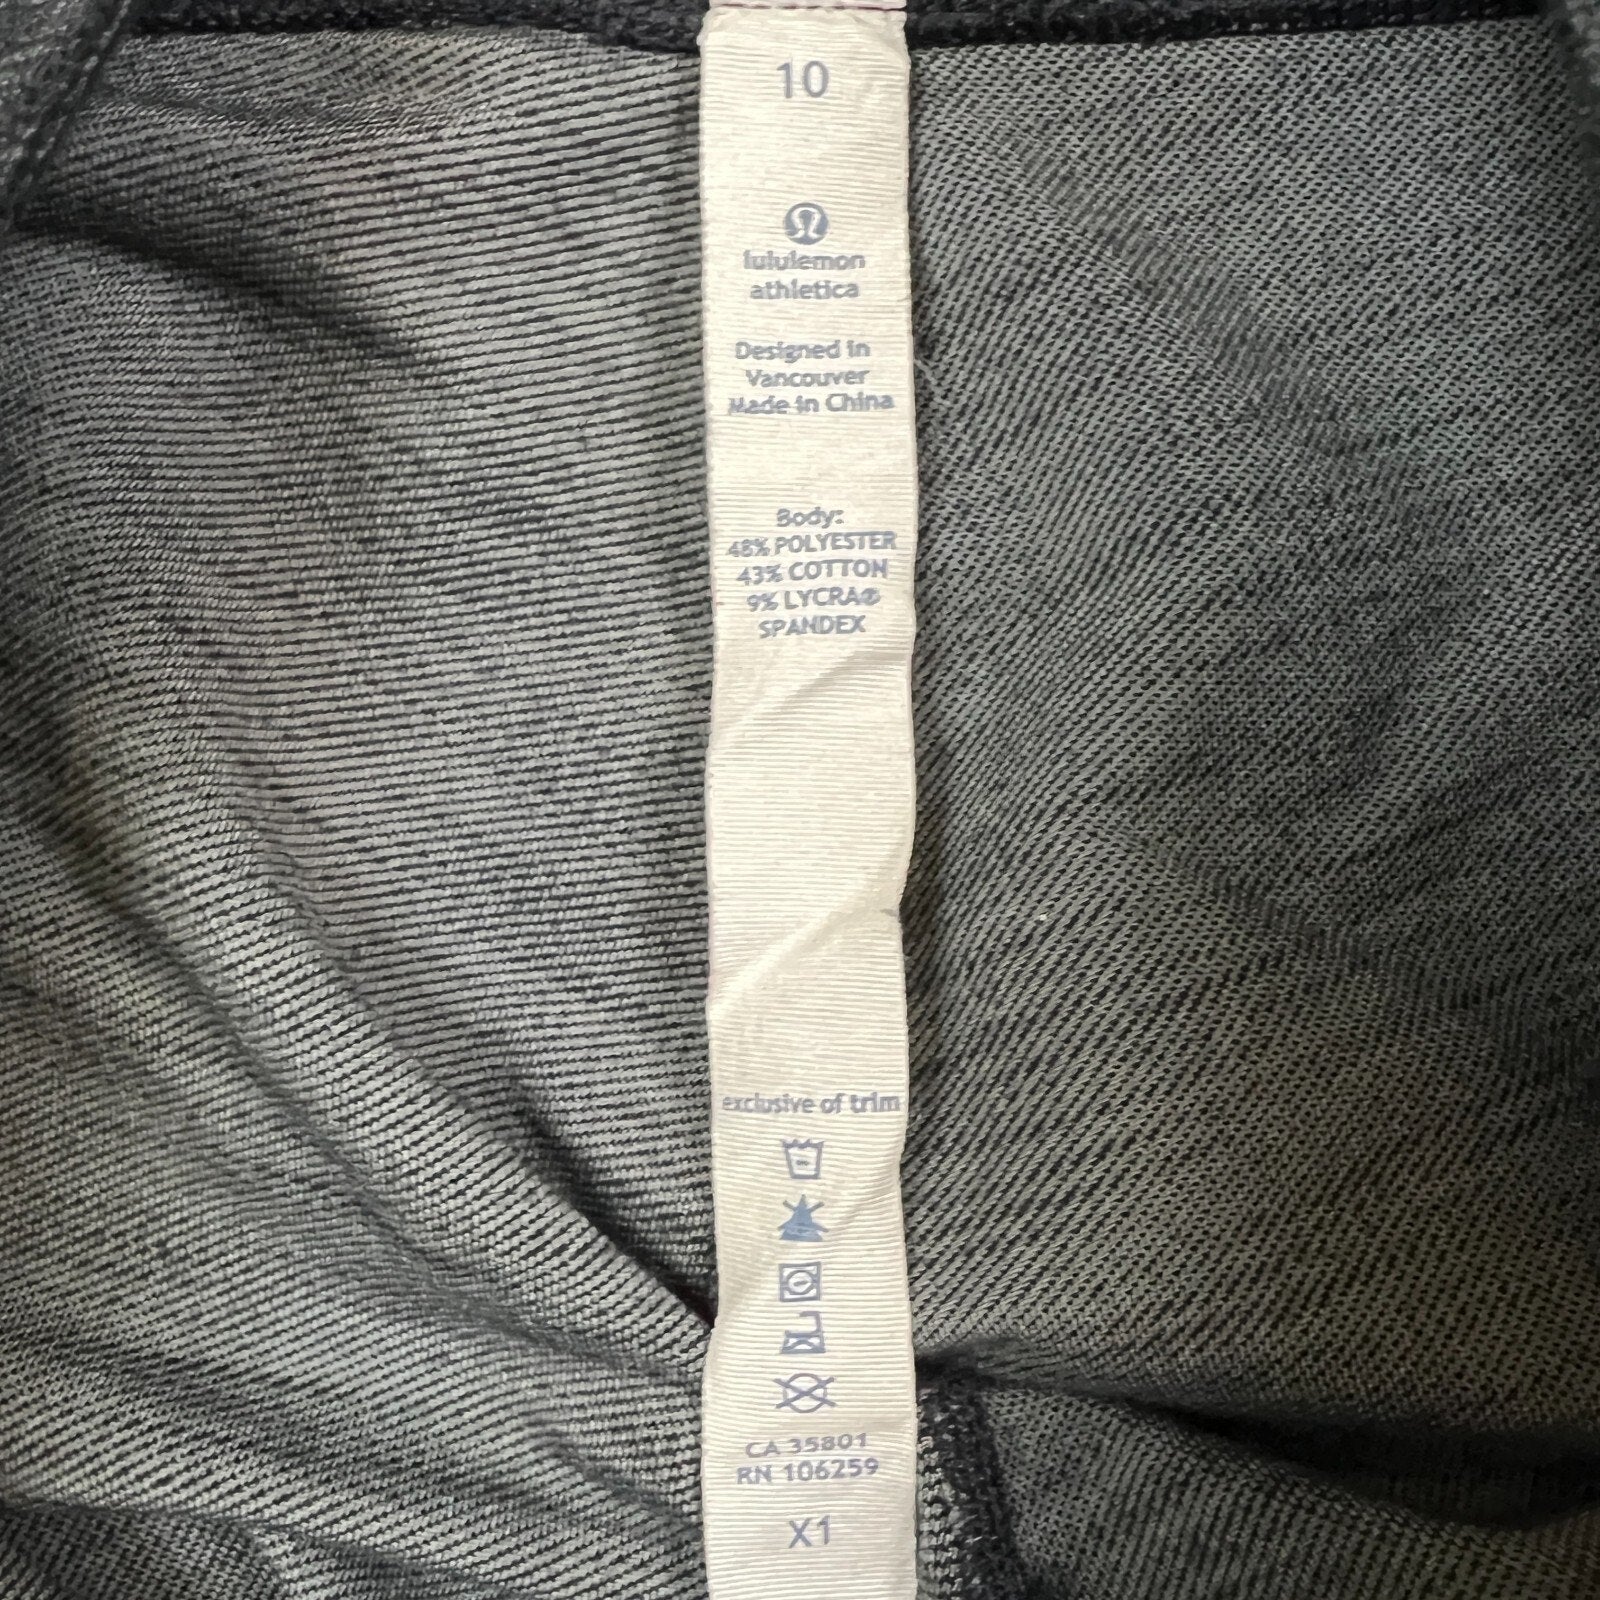 10
lululemon
athletica
Designed in
Vancouver
Made in China
Body:
48% POLYESTER
43% COTTON
9% LYCRA®
SPANDEX
exclusive of trim
CA 35801
RN 106259
X1